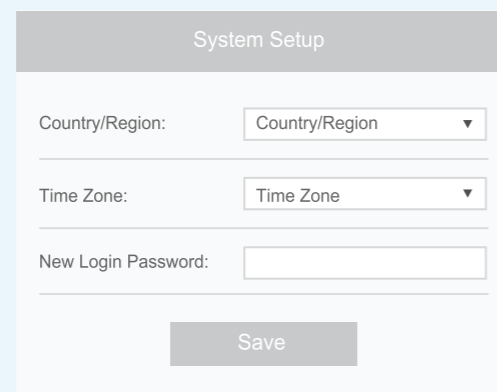 System Setup
Country/Region: Country/Region
Time Zone: Time Zone
New Login Password:
Save